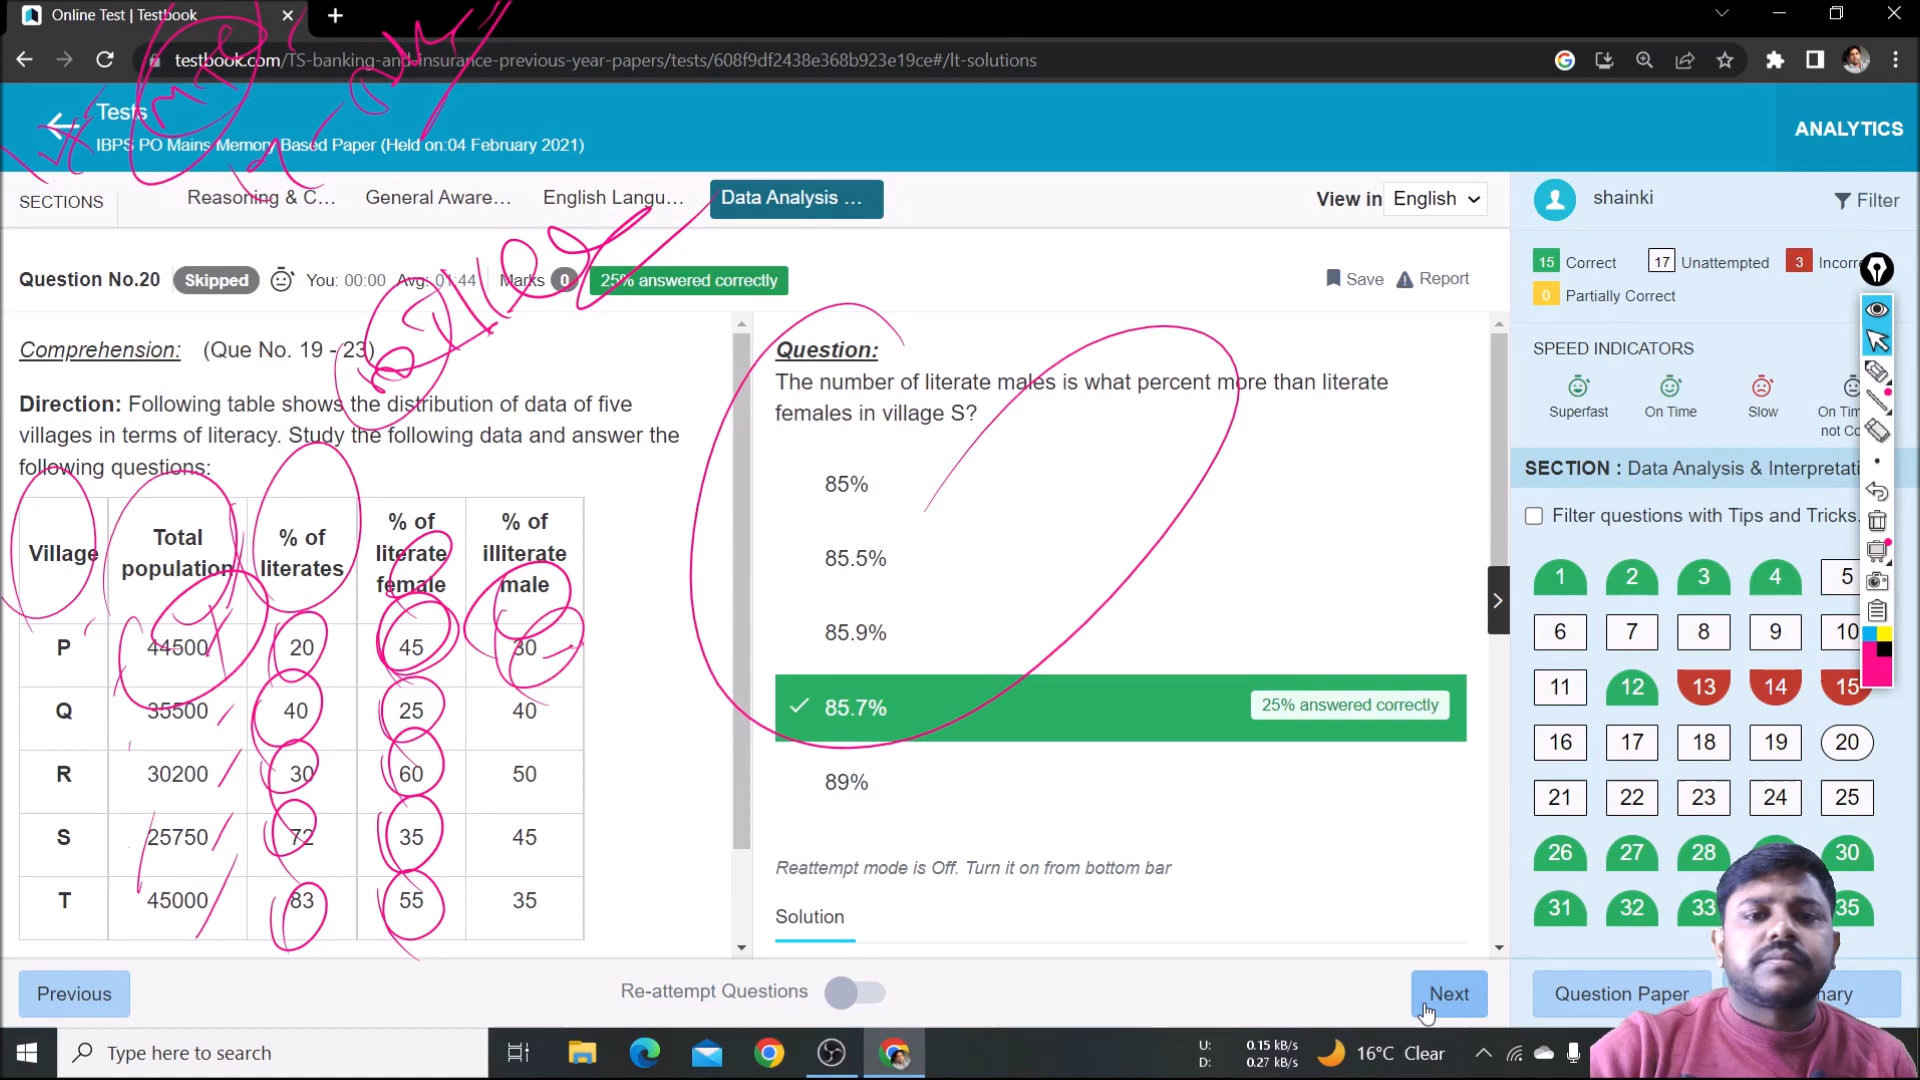 Online Test | Testbook
testbook.com/TS-banking-and-insurance-previous-year-papers/tests/608f9df2438e368b923e19ce#/lt-solutions
Tests
IBPS PO Mains Memory Based Paper (Held on:04 February 2021)
ANALYTICS
SECTIONS
Reasoning & C...
General Aware...
English Langu...
Data Analysis ...
View in English
shainki
Filter
Question No.20 Skipped You: 00:00 Avg: 01:44 Marks 0 25% answered correctly
Save Report
15 Correct 17 Unattempted 3 Incorre
0 Partially Correct
Comprehension: (Que No. 19 - 23)
Direction: Following table shows the distribution of data of five
villages in terms of literacy. Study the following data and answer the
following questions:
Village Total population % of literates % of literate female % of illiterate male
P 44500 20 45 30
Q 35500 40 25 40
R 30200 30 60 50
S 25750 72 35 45
T 45000 83 55 35
Question:
The number of literate males is what percent more than literate
females in village S?
85%
85.5%
85.9%
85.7% 25% answered correctly
89%
Reattempt mode is Off. Turn it on from bottom bar
Solution
SPEED INDICATORS
Superfast On Time Slow On Tim
not Co
SECTION : Data Analysis & Interpretati
Filter questions with Tips and Tricks.
1 2 3 4 5
6 7 8 9 10
11 12 13 14 15
16 17 18 19 20
21 22 23 24 25
26 27 28 30
31 32 33 35
Previous
Re-attempt Questions
Next
Question Paper
mary
Type here to search
U: 0.15 kB/s
D: 0.27 kB/s
16°C Clear